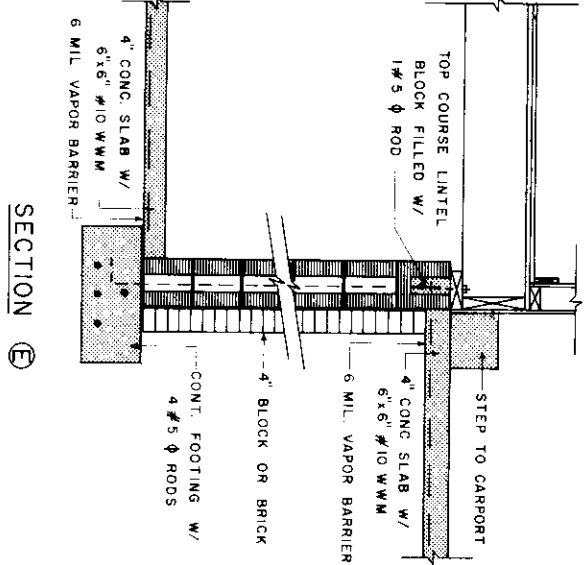 TOP COURSE LINTEL
BLOCK FILLED W/
1#5 ϕ ROD
4" CONC. SLAB W/
6"x6" #10 WWM
6 MIL VAPOR BARRIER
STEP TO CARPORT
4" CONC SLAB W/
6"x6" #10 WWM
6 MIL. VAPOR BARRIER
4" BLOCK OR BRICK
CONT. FOOTING W/
4 #5 ϕ RODS
SECTION E